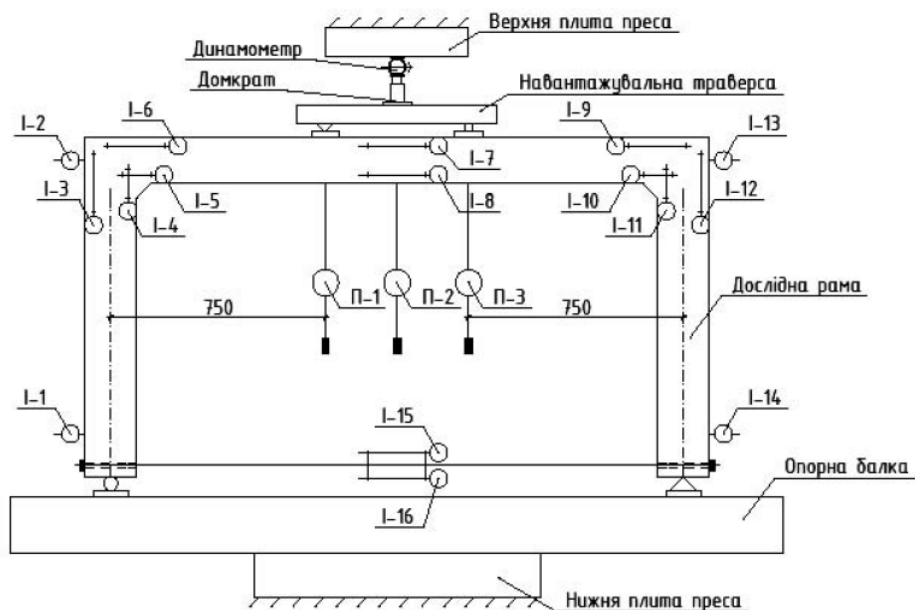 Верхня плита преса
Динамометр
Домкрат
Навантажувальна траверса
І-2
І-6
І-9
І-13
І-7
І-3
І-5
І-8
І-10
І-12
І-4
І-11
П-1
П-2
П-3
Дослідна рама
750
750
І-1
І-15
І-14
Опорна балка
І-16
Нижня плита преса